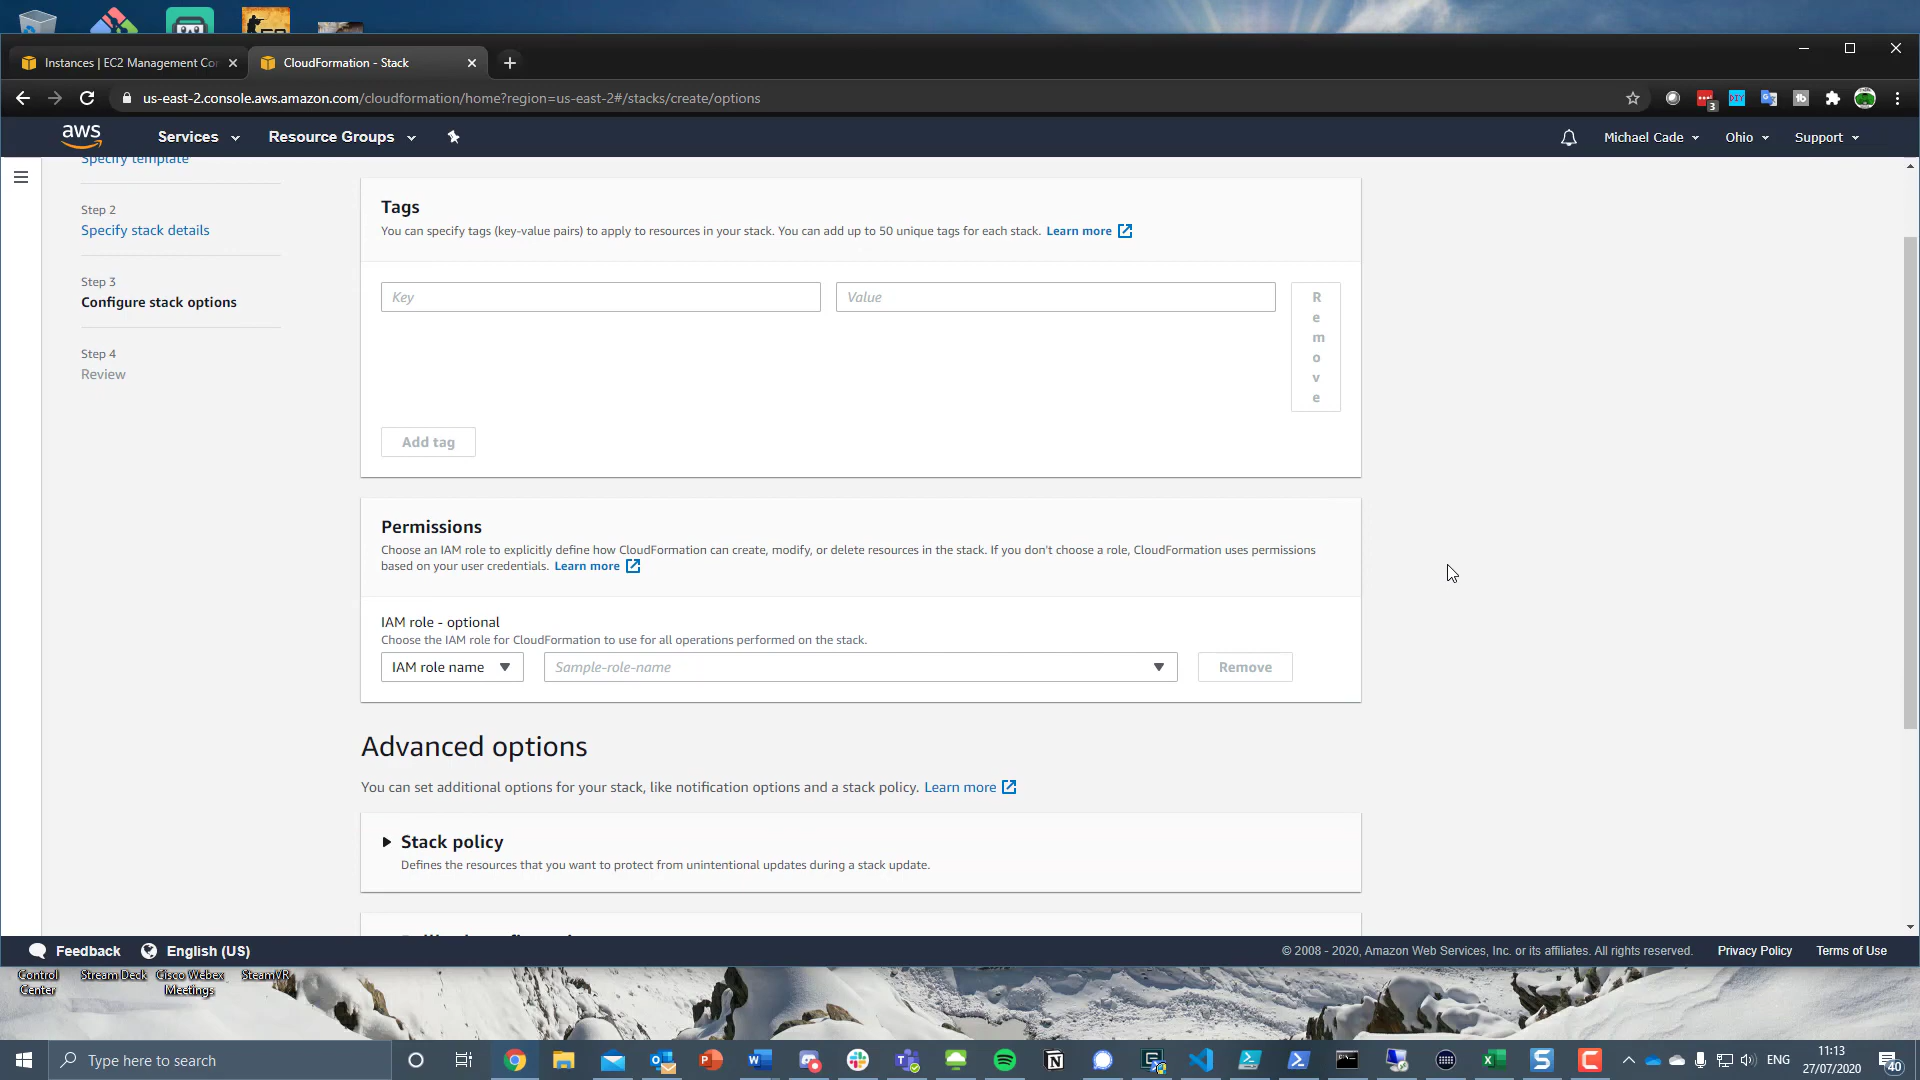 Instances | EC2 Management Con
CloudFormation - Stack
us-east-2.console.aws.amazon.com/cloudformation/home?region=us-east-2#/stacks/create/options
3
DIY
tb
aws
Services
Resource Groups
Michael Cade
Ohio
Support
Specify template
Step 2
Specify stack details
Step 3
Configure stack options
Step 4
Review
Tags
You can specify tags (key-value pairs) to apply to resources in your stack. You can add up to 50 unique tags for each stack. Learn more
Key
Value
Remove
Add tag
Permissions
Choose an IAM role to explicitly define how CloudFormation can create, modify, or delete resources in the stack. If you don't choose a role, CloudFormation uses permissions
based on your user credentials. Learn more
IAM role - optional
Choose the IAM role for CloudFormation to use for all operations performed on the stack.
IAM role name
Sample-role-name
Remove
Advanced options
You can set additional options for your stack, like notification options and a stack policy. Learn more
Stack policy
Defines the resources that you want to protect from unintentional updates during a stack update.
Feedback
English (US)
© 2008 - 2020, Amazon Web Services, Inc. or its affiliates. All rights reserved.
Privacy Policy
Terms of Use
Control
Center
Stream Deck
Cisco Webex
Meetings
SteamVR
Type here to search
ENG
11:13
27/07/2020
40